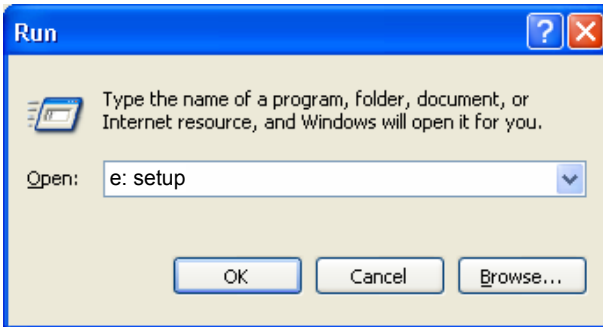 Run
?
Type the name of a program, folder, document, or
Internet resource, and Windows will open it for you.
Open: e: setup
OK Cancel Browse...